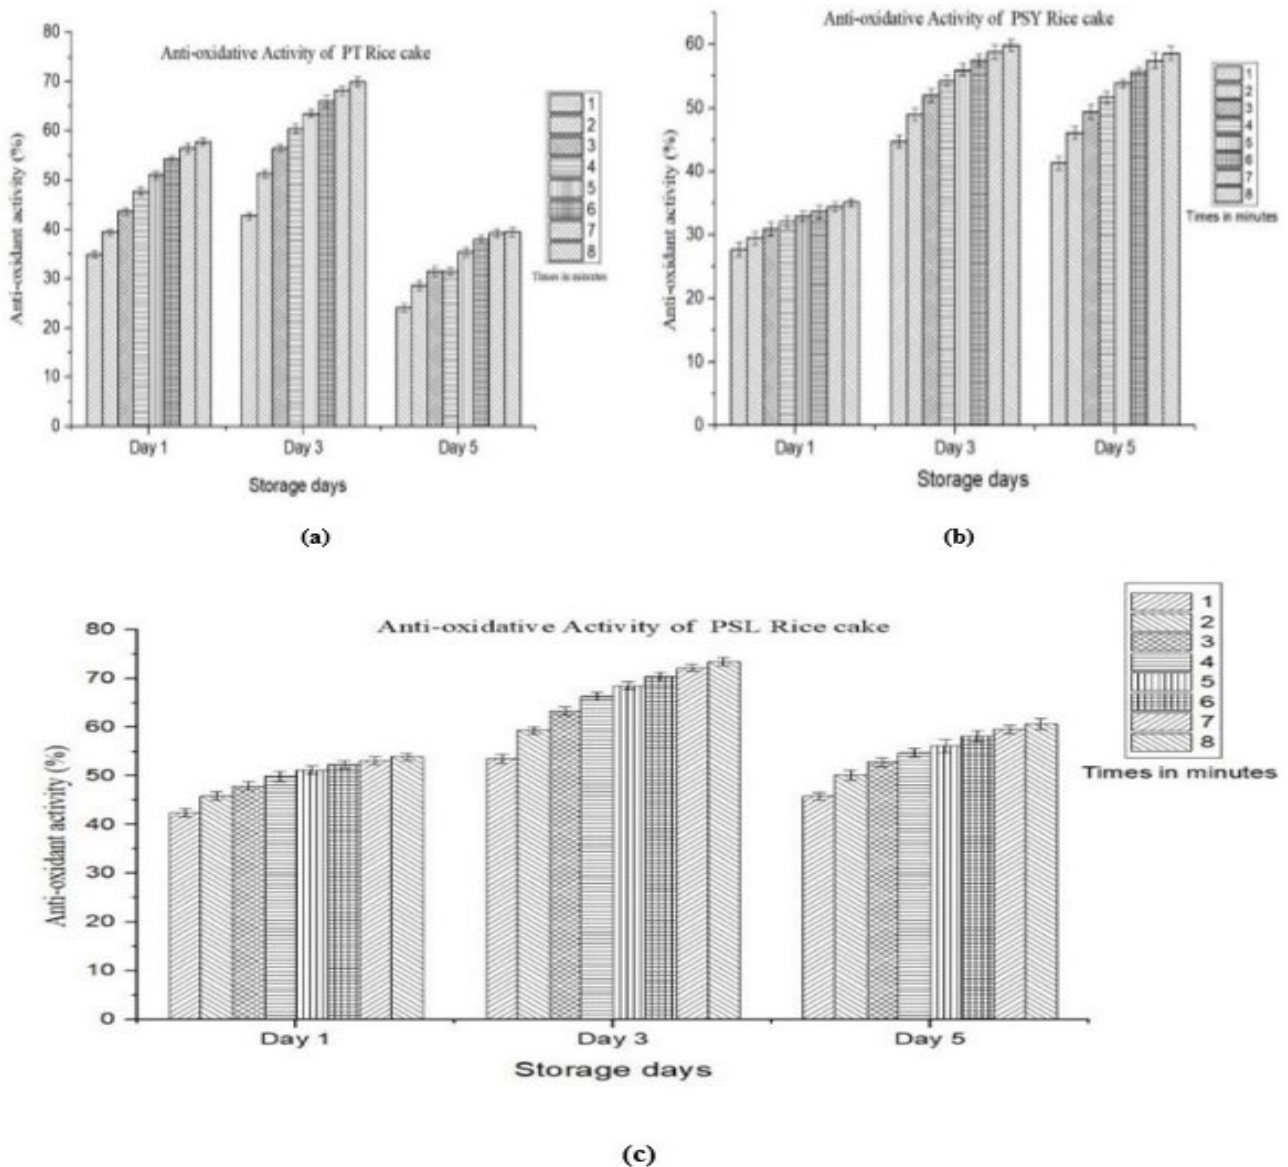 Anti-oxidative Activity of PT Rice cake
Anti-oxidant activity (%)
80
70
60
50
40
30
20
10
0
Day 1
Day 3
Day 5
Storage days
1
2
3
4
5
6
7
8
Times in minutes
(a)
Anti-oxidative Activity of PSY Rice cake
Anti-oxidant activity (%)
60
50
40
30
20
10
0
Day 1
Day 3
Day 5
Storage days
1
2
3
4
5
6
7
8
Times in minutes
(b)
Anti-oxidative Activity of PSL Rice cake
Anti-oxidant activity (%)
80
70
60
50
40
30
20
10
0
Day 1
Day 3
Day 5
Storage days
1
2
3
4
5
6
7
8
Times in minutes
(c)